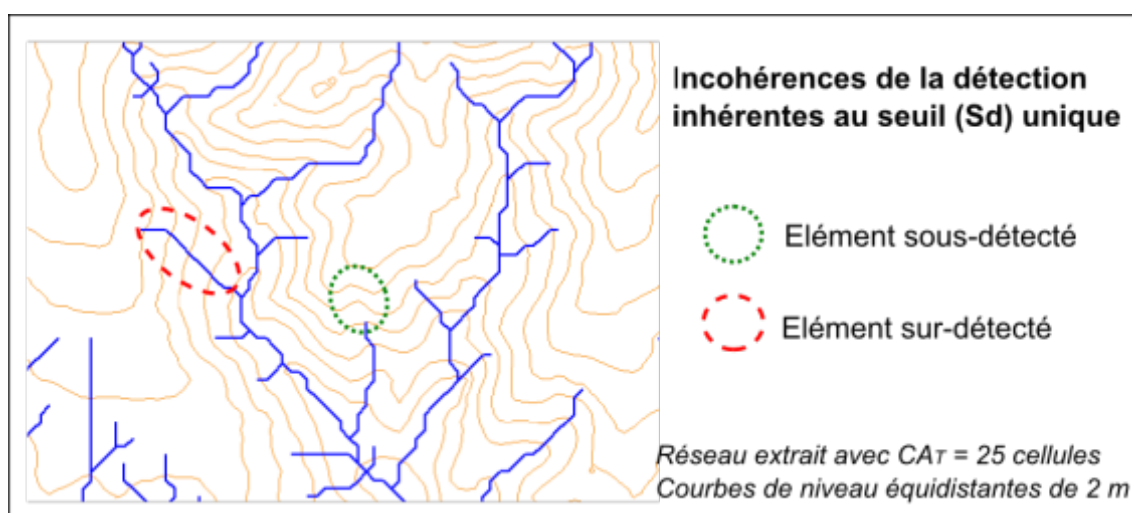 Incohérences de la détection
inhérentes au seuil (Sd) unique
Elément sous-détecté
Elément sur-détecté
Réseau extrait avec CAT = 25 cellules
Courbes de niveau équidistantes de 2 m